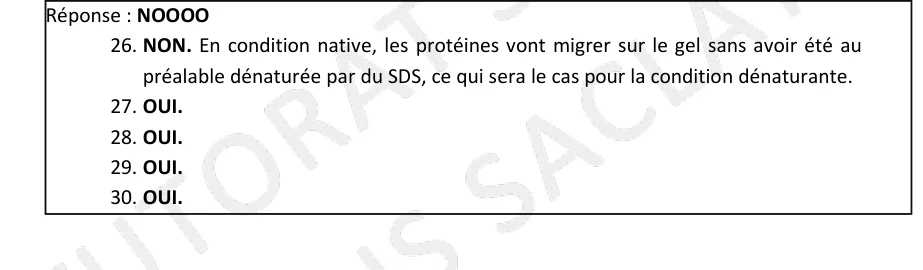 Réponse : NOOOO
26. NON. En condition native, les protéines vont migrer sur le gel sans avoir été au
préalable dénaturée par du SDS, ce qui sera le cas pour la condition dénaturante.
27. OUI.
28. OUI.
29. OUI.
30. OUI.
TUTORAT
SACLAY